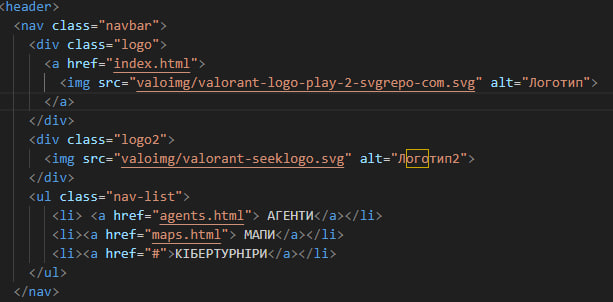 <header>
<nav class="navbar">
<div class="logo">
<a href="index.html">
<img src="valoimg/valorant-logo-play-2-svgrepo-com.svg" alt="Логотип">
</a>
</div>
<div class="logo2">
<img src="valoimg/valorant-seeklogo.svg" alt="Логотип2">
</div>
<ul class="nav-list">
<li> <a href="agents.html"> АГЕНТИ</a></li>
<li><a href="maps.html"> МАПИ</a></li>
<li><a href="#">КІБЕРТУРНІРИ</a></li>
</ul>
</nav>